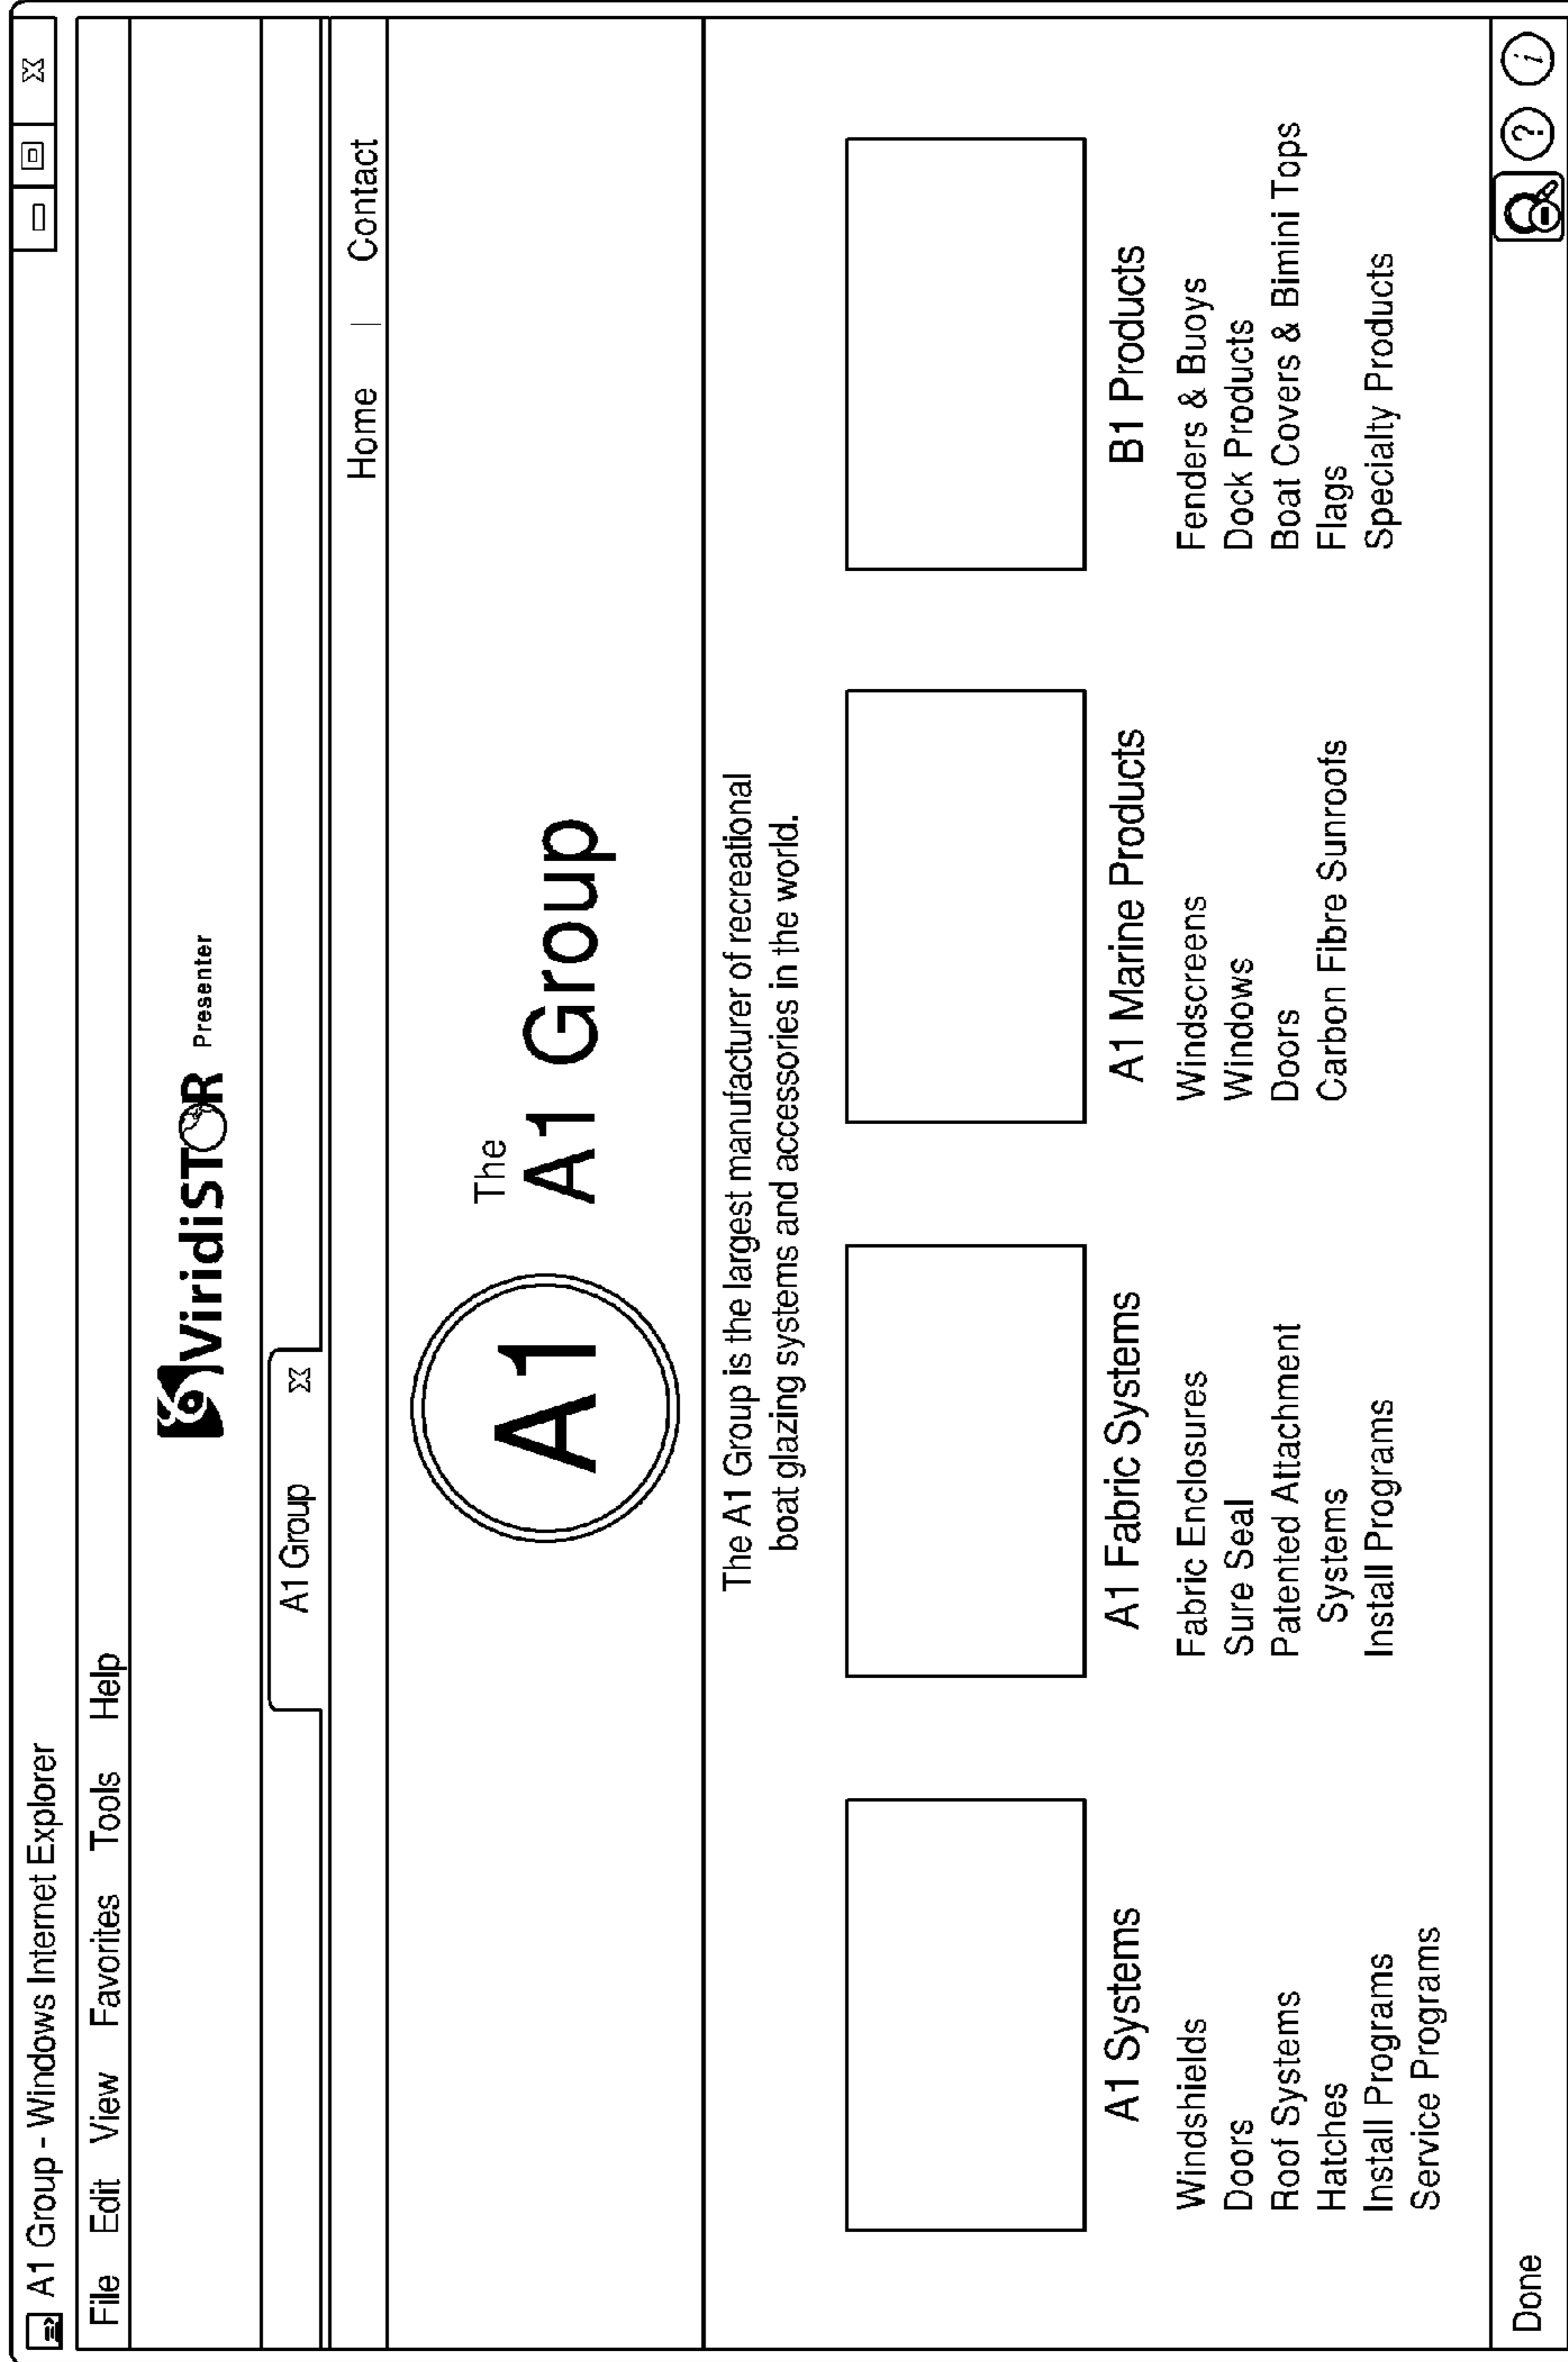 A1 Group - Windows Internet Explorer
File Edit View Favorites Tools Help
ViridiSTOR Presenter
A1 Group X
Home | Contact
A1
The
A1 Group
The A1 Group is the largest manufacturer of recreational
boat glazing systems and accessories in the world.
A1 Systems
Windshields
Doors
Roof Systems
Hatches
Install Programs
Service Programs
A1 Fabric Systems
Fabric Enclosures
Sure Seal
Patented Attachment
Systems
Install Programs
A1 Marine Products
Windscreens
Windows
Doors
Carbon Fibre Sunroofs
B1 Products
Fenders & Buoys
Dock Products
Boat Covers & Bimini Tops
Flags
Specialty Products
Done ? i